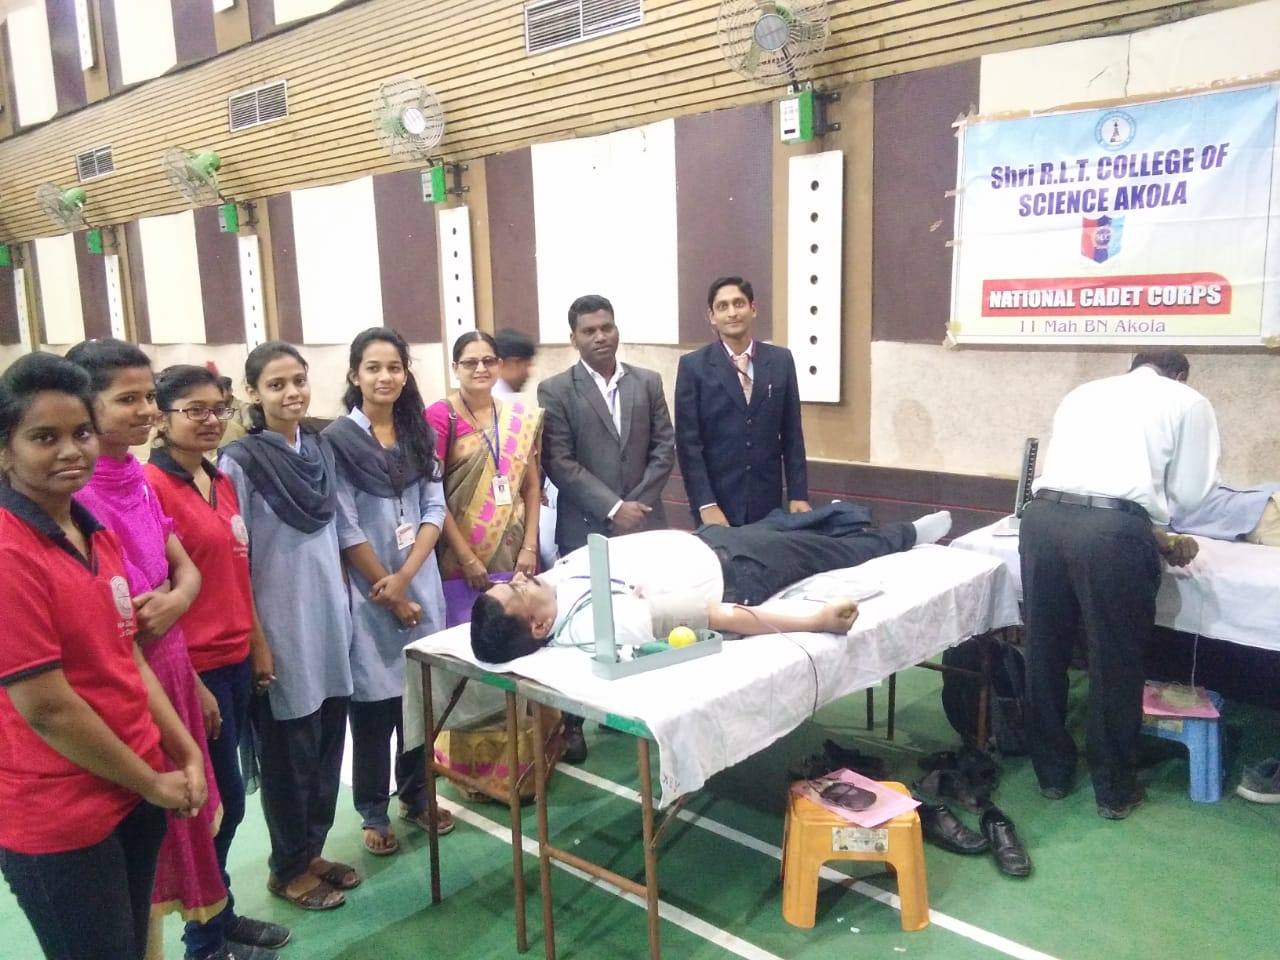 Shri R.L.T. COLLEGE OF
SCIENCE AKOLA
NATIONAL CADET CORPS
11 Mah BN Akola